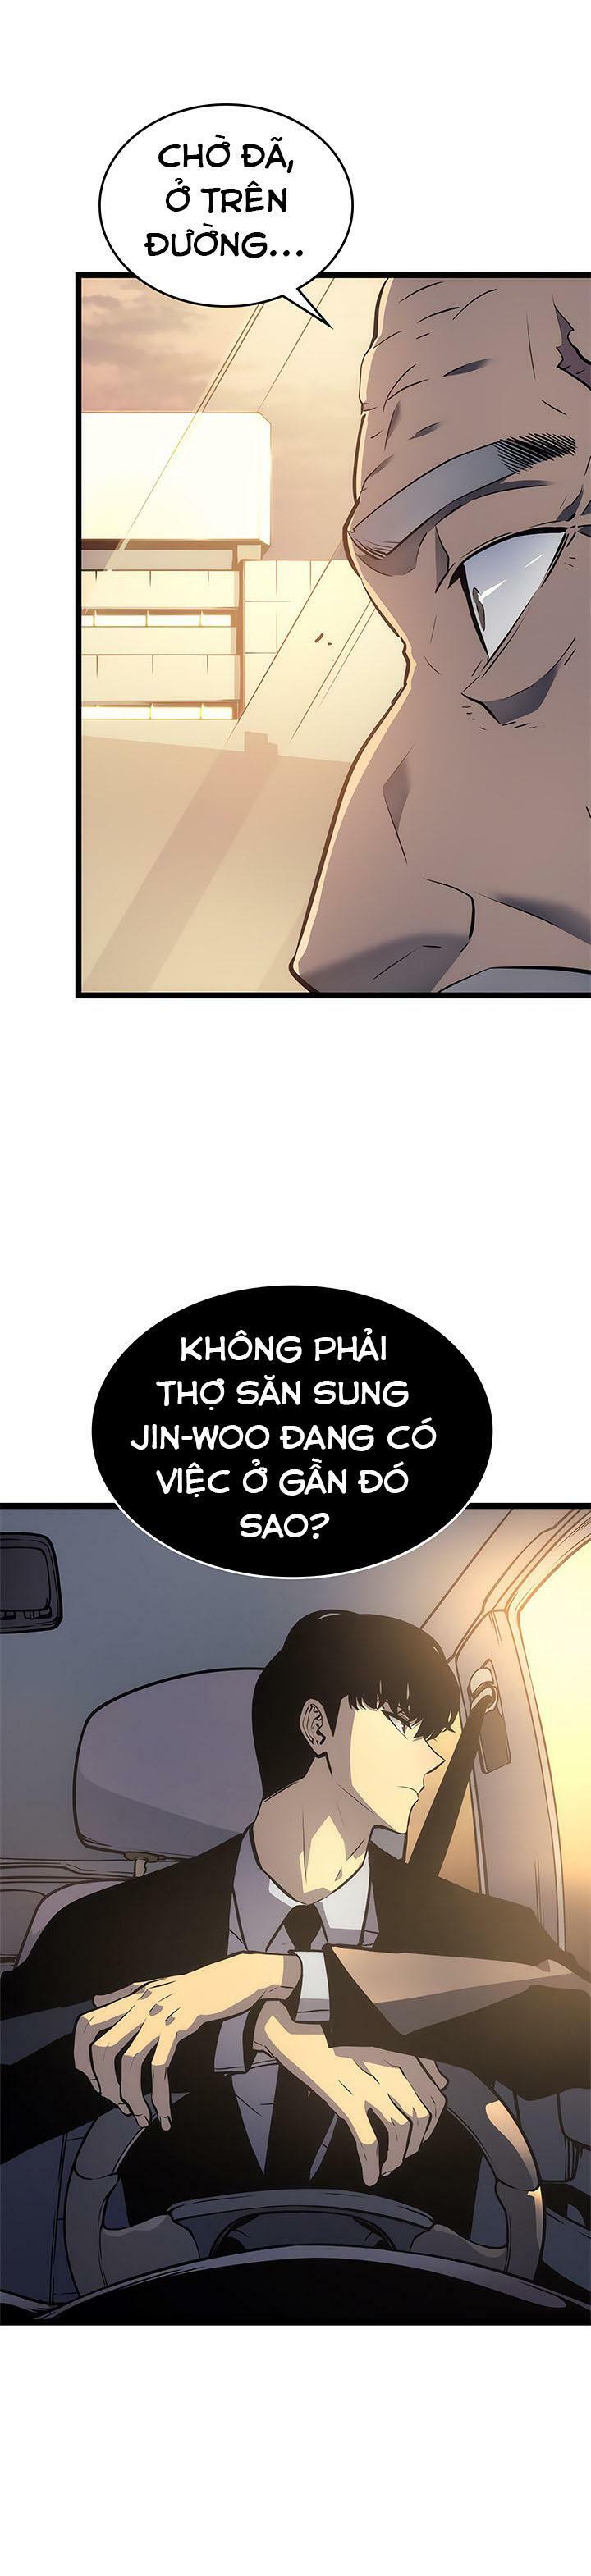 CHỜ ĐÃ,
Ở TRÊN
ĐƯỜNG...
KHÔNG PHẢI
THỢ SĂN SUNG
JIN-WOO ĐANG CÓ
VIỆC Ở GẦN ĐÓ
SAO?